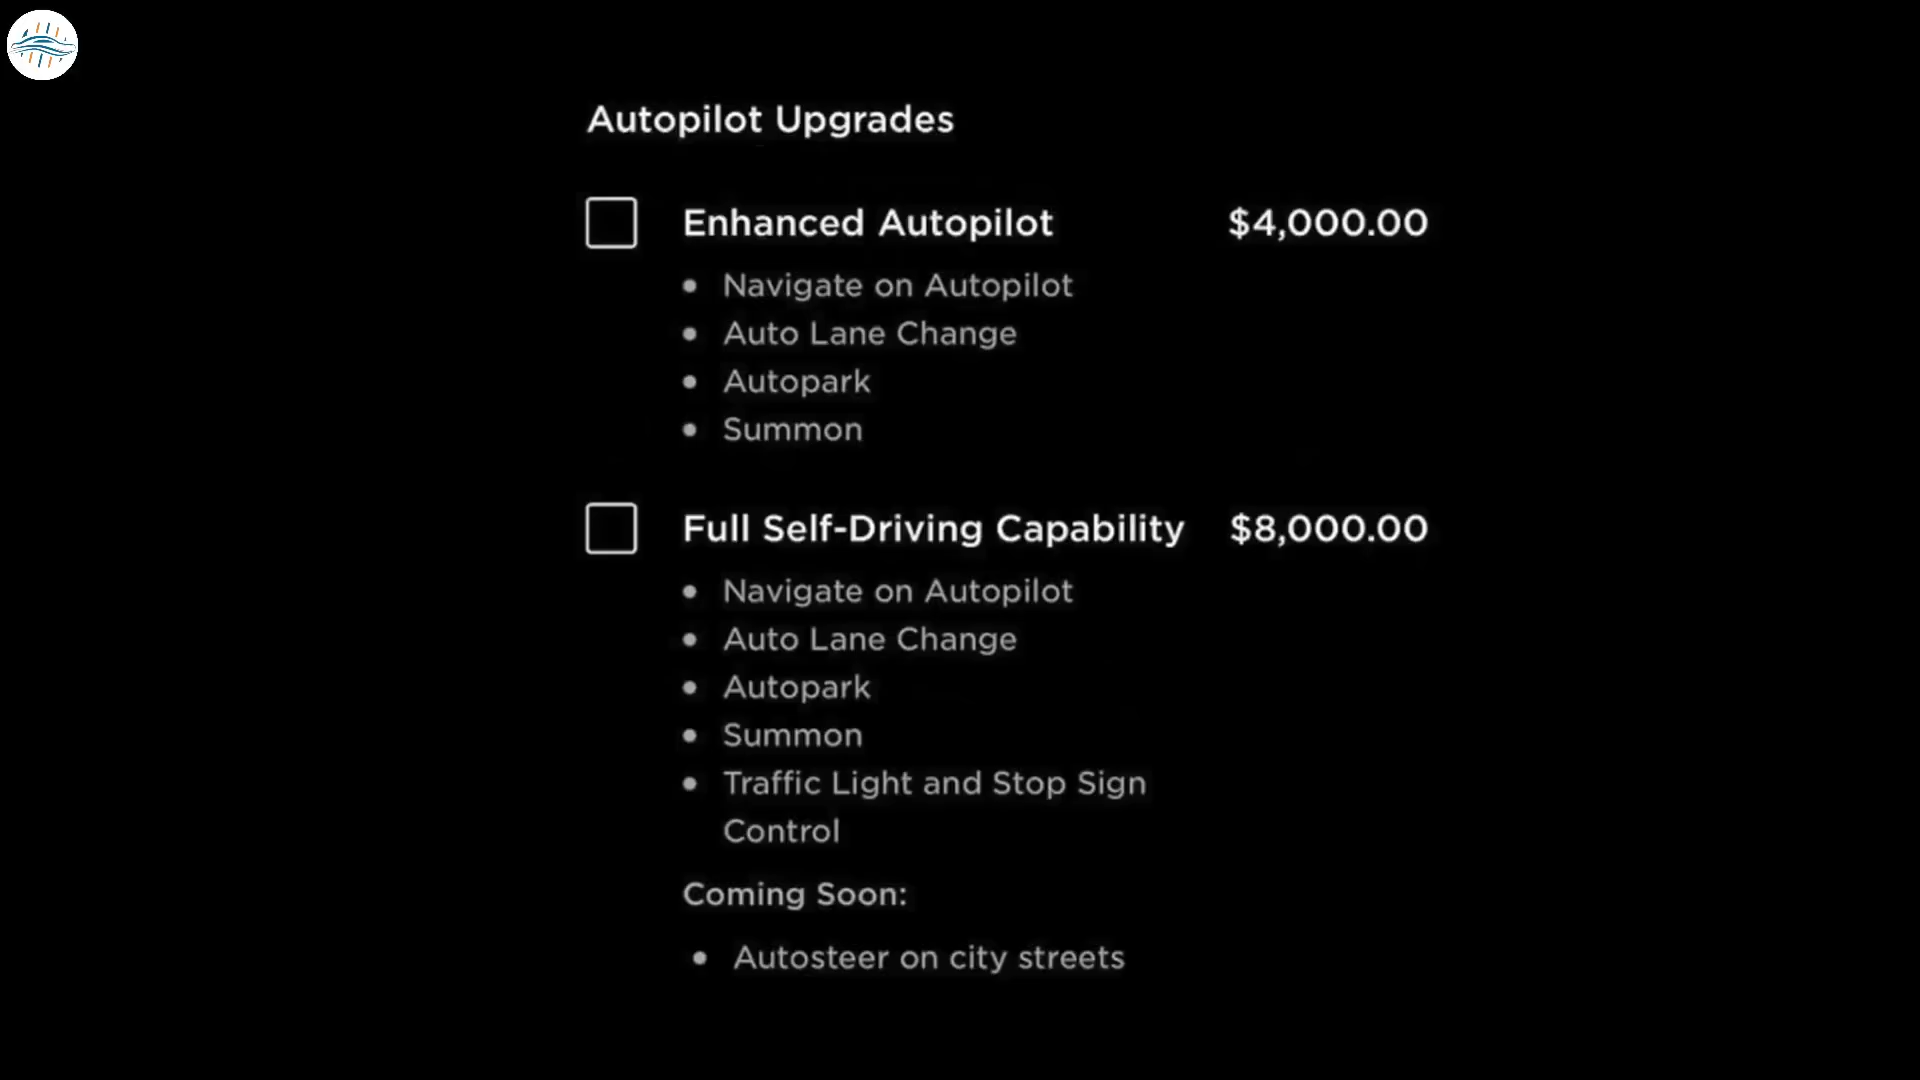 Autopilot Upgrades
Enhanced Autopilot $4,000.00
• Navigate on Autopilot
• Auto Lane Change
• Autopark
• Summon
Full Self-Driving Capability $8,000.00
• Navigate on Autopilot
• Auto Lane Change
• Autopark
• Summon
• Traffic Light and Stop Sign
Control
Coming Soon:
• Autosteer on city streets